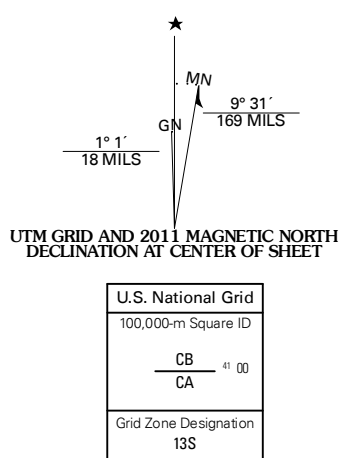 ★
MN
GN
9° 31´
169 MILS
1° 1´
18 MILS
UTM GRID AND 2011 MAGNETIC NORTH
DECLINATION AT CENTER OF SHEET
U.S. National Grid
100,000-m Square ID
CB
41 00
CA
Grid Zone Designation
13S